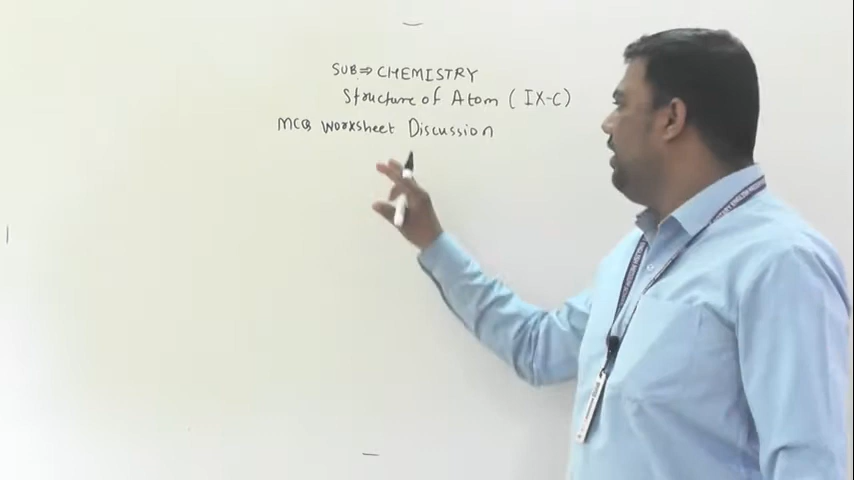 SUB⇒ CHEMISTRY
Structure of Atom (IX-C)
MCQ Worksheet Discussion